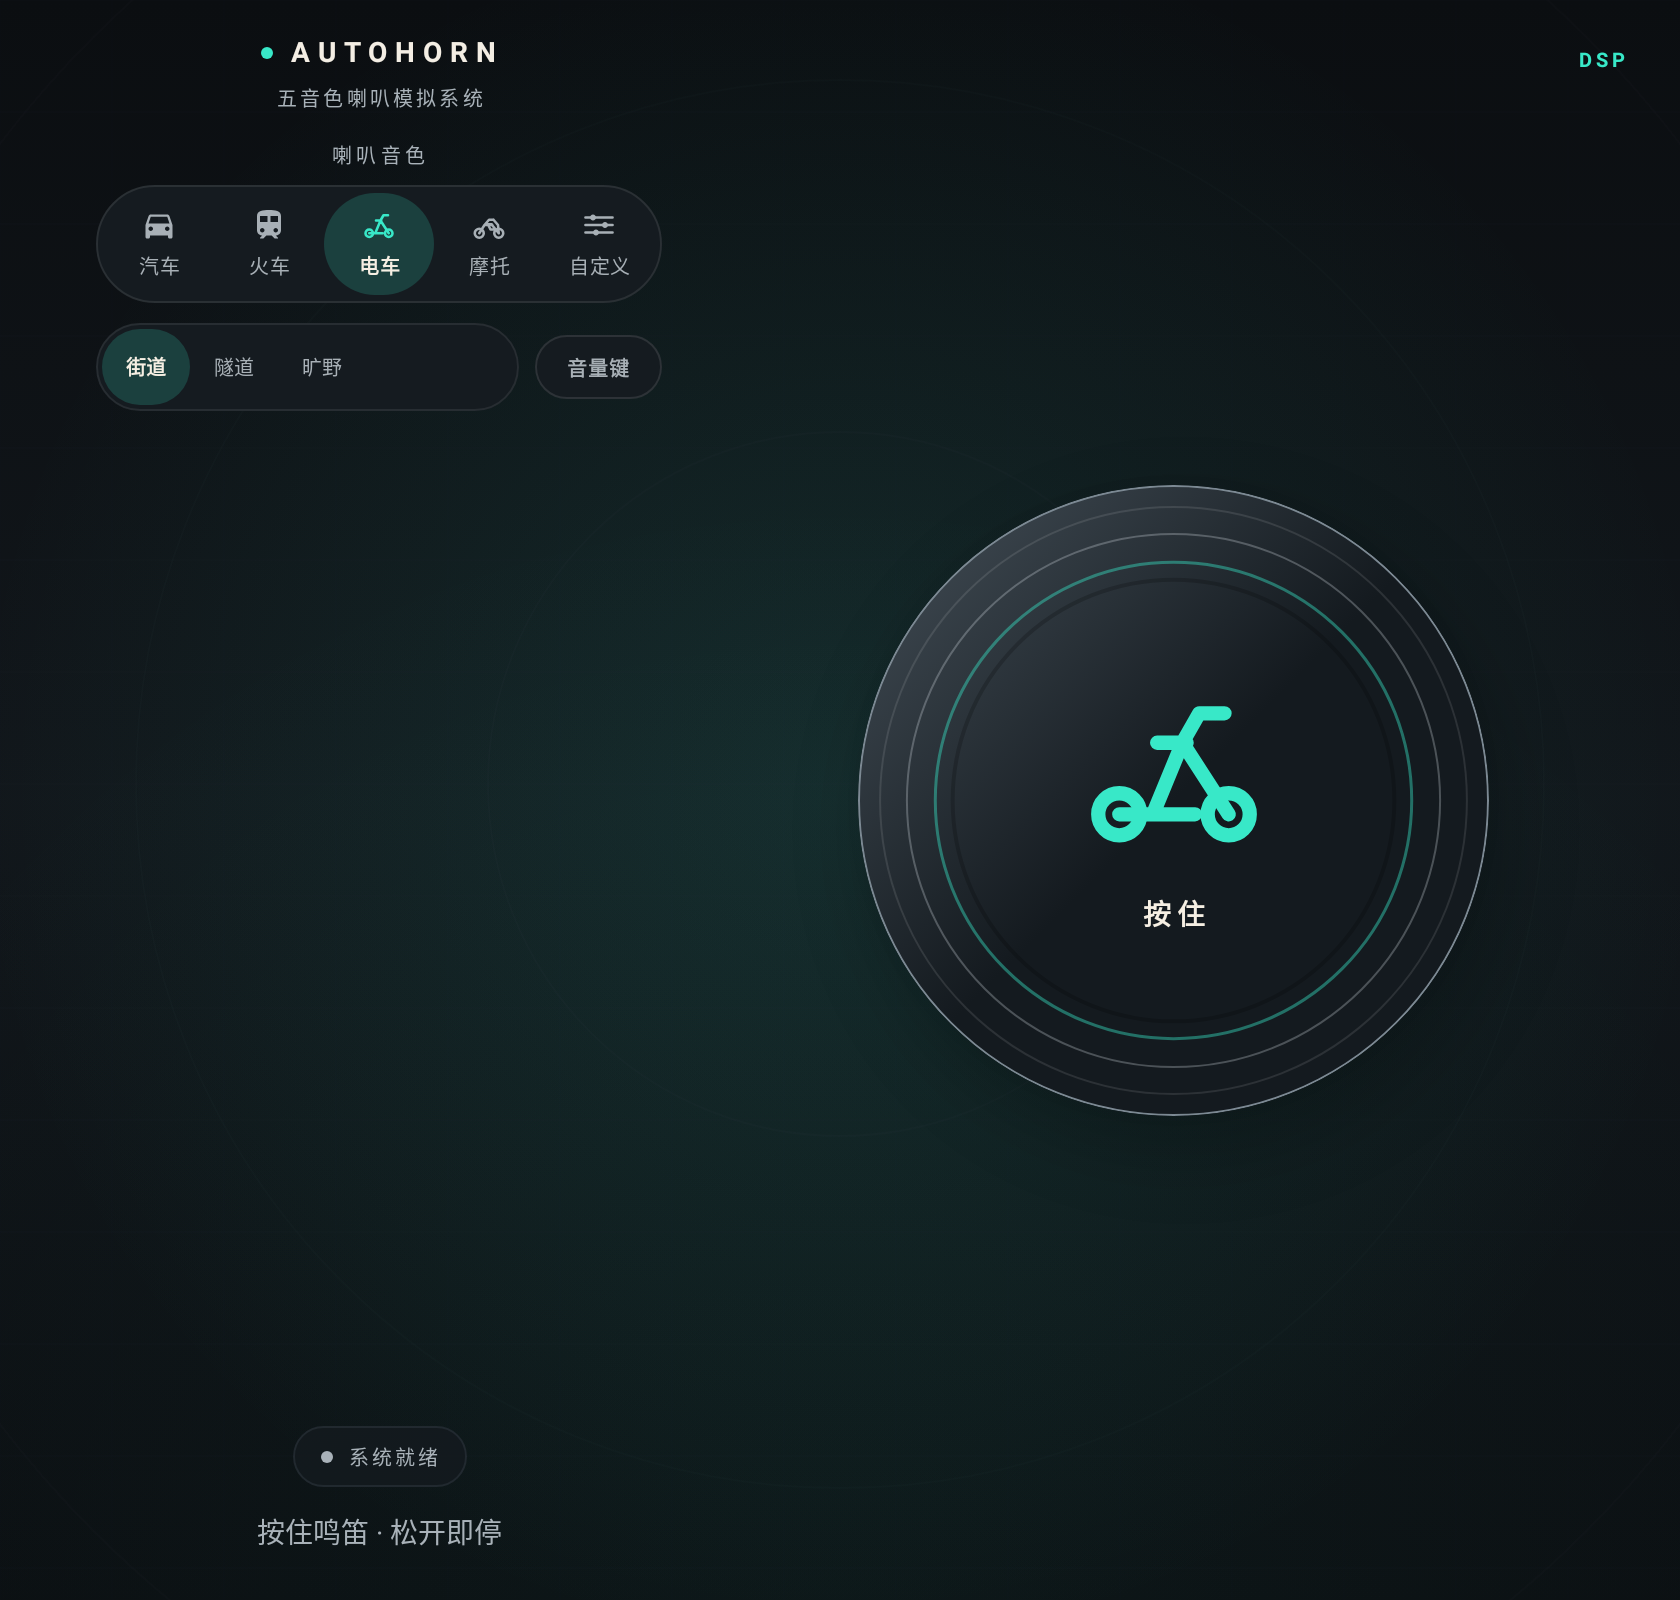 AUTOHORN
DSP
五音色喇叭模拟系统
喇叭音色
汽车 火车 电车 摩托 自定义
街道 隧道 旷野 音量键
按住
系统就绪
按住鸣笛 · 松开即停